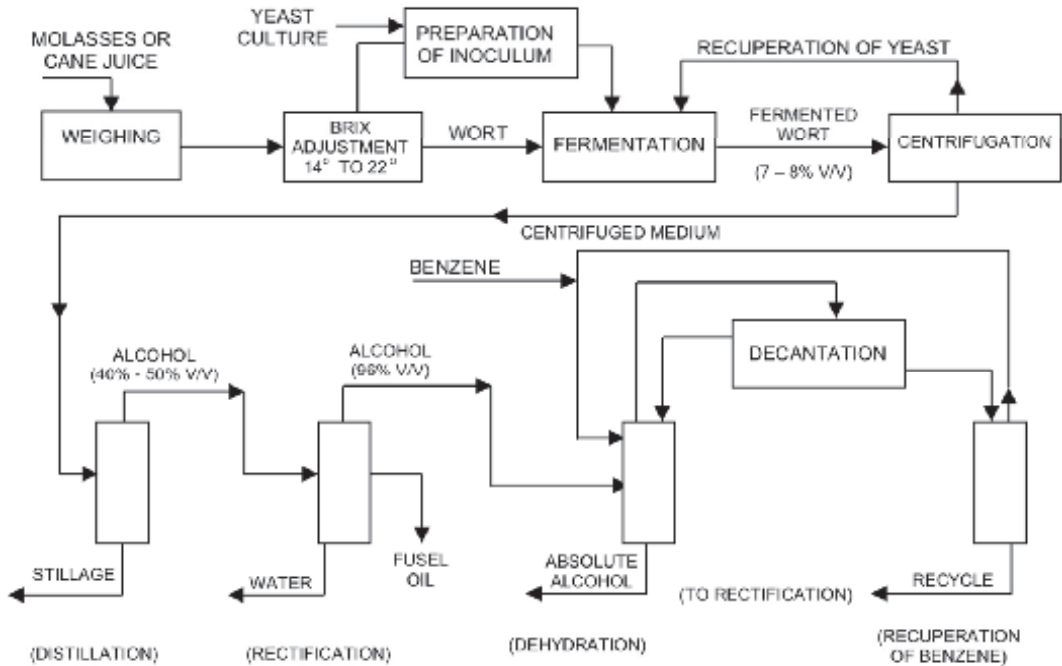 YEAST
CULTURE
PREPARATION
OF INOCULUM
MOLASSES OR
CANE JUICE
RECUPERATION OF YEAST
WEIGHING
BRIX
ADJUSTMENT
14° TO 22°
WORT
FERMENTATION
FERMENTED
WORT
(7 – 8% V/V)
CENTRIFUGATION
CENTRIFUGED MEDIUM
BENZENE
DECANTATION
ALCOHOL
(40% - 50% V/V)
ALCOHOL
(96% V/V)
STILLAGE
WATER
FUSEL
OIL
ABSOLUTE
ALCOHOL
(TO RECTIFICATION)
RECYCLE
(DISTILLATION)
(RECTIFICATION)
(DEHYDRATION)
(RECUPERATION
OF BENZENE)